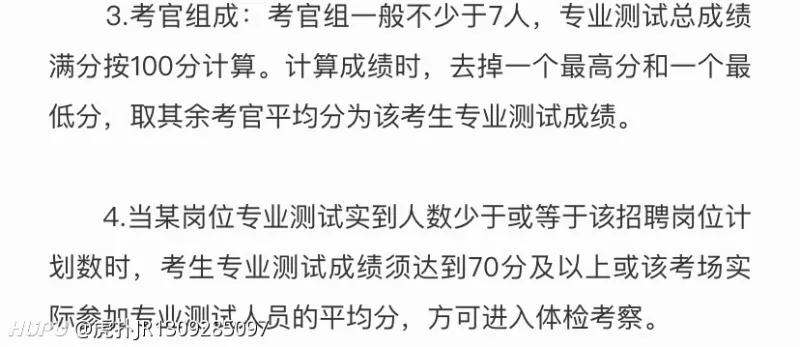 3.考官组成：考官组一般不少于7人，专业测试总成绩
满分按100分计算。计算成绩时，去掉一个最高分和一个最
低分，取其余考官平均分为该考生专业测试成绩。
4.当某岗位专业测试实到人数少于或等于该招聘岗位计
划数时，考生专业测试成绩须达到70分及以上或该考场实
际参加专业测试人员的平均分，方可进入体检考察。
HUPU @虎扑JR1309285097